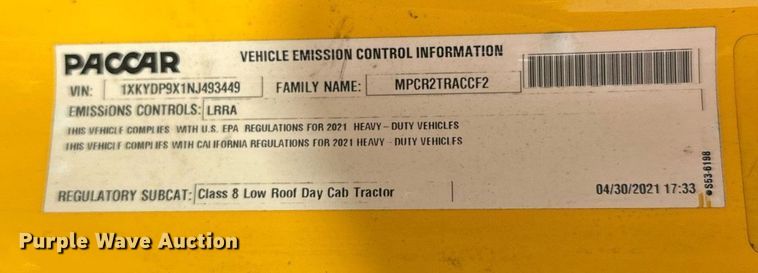 PACCAR
VEHICLE EMISSION CONTROL INFORMATION
VIN: 1XKYDP9X1NJ493449 FAMILY NAME: MPCR2TRACCF2
EMISSIONS CONTROLS: LRRA
THIS VEHICLE COMPLIES WITH U.S. EPA REGULATIONS FOR 2021 HEAVY-DUTY VEHICLES
THIS VEHICLE COMPLIES WITH CALIFORNIA REGULATIONS FOR 2021 HEAVY-DUTY VEHICLES
REGULATORY SUBCAT: Class 8 Low Roof Day Cab Tractor 04/30/2021 17:33
S53-6198
Purple Wave Auction